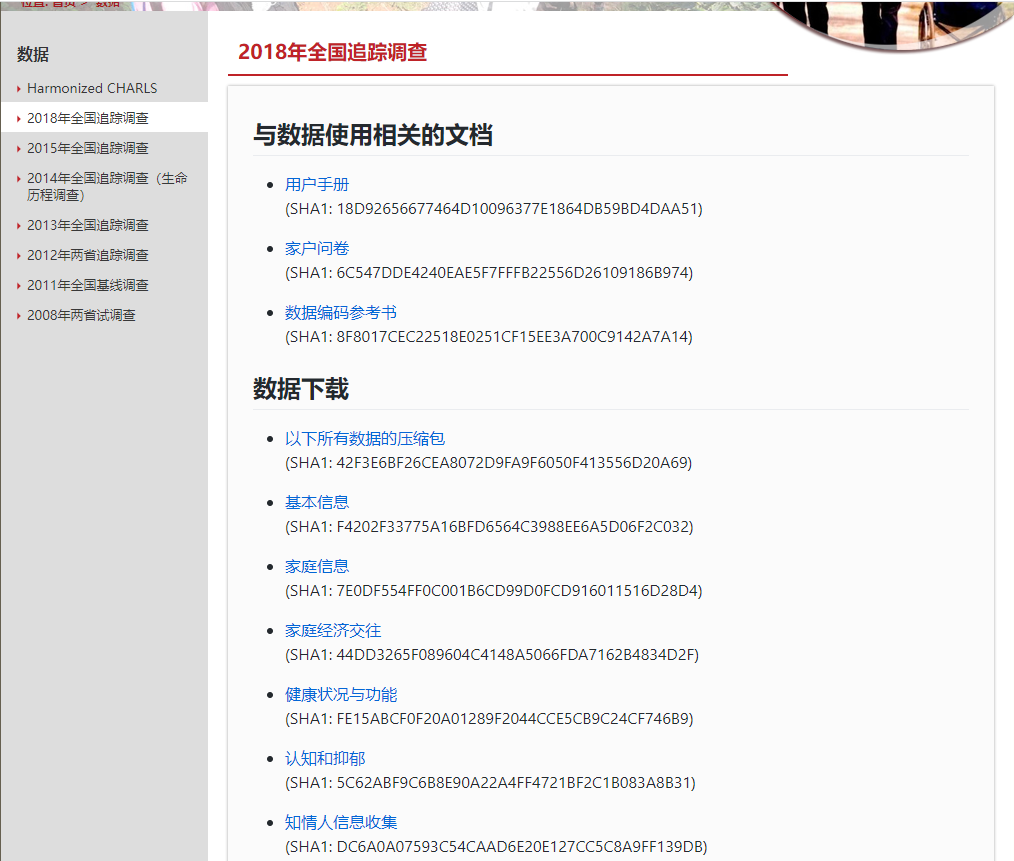 位置: 首页 > 数据
数据
Harmonized CHARLS
2018年全国追踪调查
2015年全国追踪调查
2014年全国追踪调查（生命
历程调查）
2013年全国追踪调查
2012年两省追踪调查
2011年全国基线调查
2008年两省试调查
2018年全国追踪调查
与数据使用相关的文档
用户手册
(SHA1: 18D92656677464D10096377E1864DB59BD4DAA51)
家户问卷
(SHA1: 6C547DDE4240EAE5F7FFFB22556D26109186B974)
数据编码参考书
(SHA1: 8F8017CEC22518E0251CF15EE3A700C9142A7A14)
数据下载
以下所有数据的压缩包
(SHA1: 42F3E6BF26CEA8072D9FA9F6050F413556D20A69)
基本信息
(SHA1: F4202F33775A16BFD6564C3988EE6A5D06F2C032)
家庭信息
(SHA1: 7E0DF554FF0C001B6CD99D0FCD916011516D28D4)
家庭经济交往
(SHA1: 44DD3265F089604C4148A5066FDA7162B4834D2F)
健康状况与功能
(SHA1: FE15ABCF0F20A01289F2044CCE5CB9C24CF746B9)
认知和抑郁
(SHA1: 5C62ABF9C6B8E90A22A4FF4721BF2C1B083A8B31)
知情人信息收集
(SHA1: DC6A0A07593C54CAAD6E20E127CC5C8A9FF139DB)